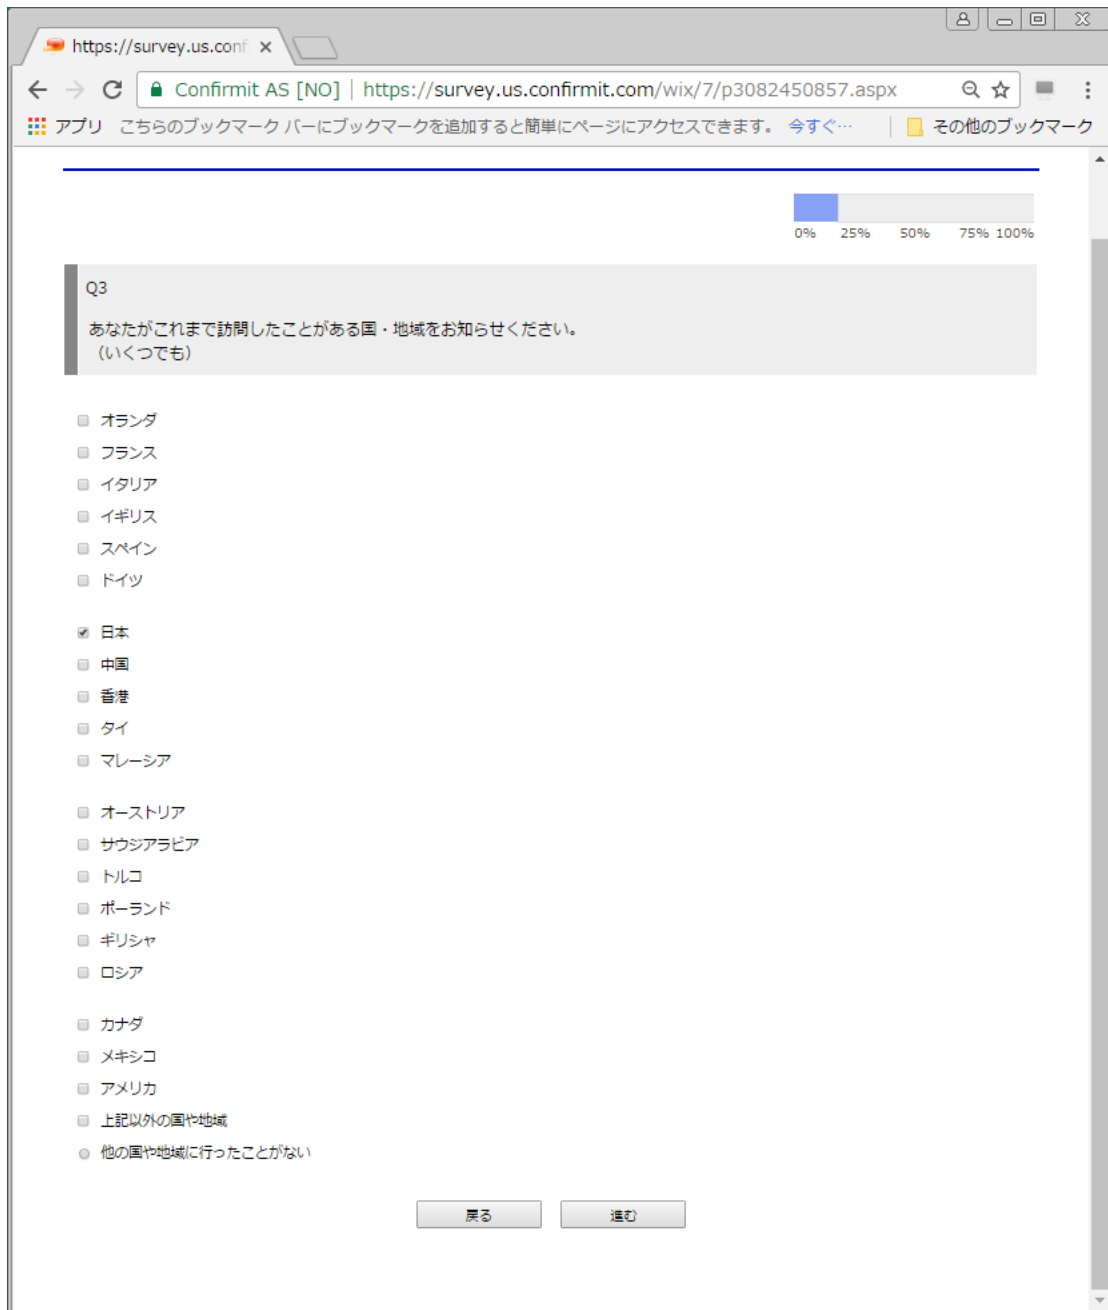 https://survey.us.conf
Confirmit AS [NO] | https://survey.us.confirmit.com/wix/7/p3082450857.aspx
アプリ こちらのブックマーク バーにブックマークを追加すると簡単にページにアクセスできます。 今すぐ… その他のブックマーク
0% 25% 50% 75% 100%
Q3
あなたがこれまで訪問したことがある国・地域をお知らせください。
（いくつでも）
オランダ
フランス
イタリア
イギリス
スペイン
ドイツ
日本
中国
香港
タイ
マレーシア
オーストリア
サウジアラビア
トルコ
ポーランド
ギリシャ
ロシア
カナダ
メキシコ
アメリカ
上記以外の国や地域
他の国や地域に行ったことがない
戻る 進む